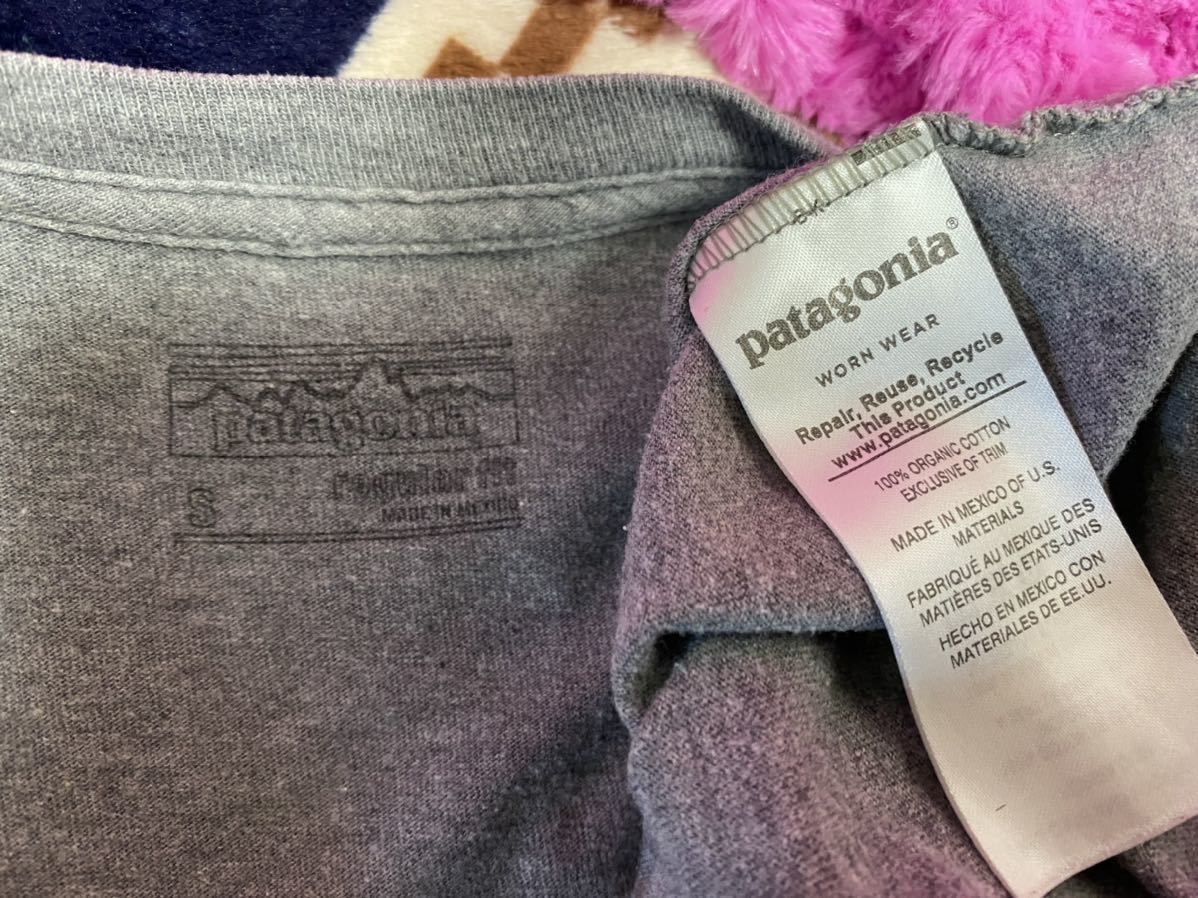 patagonia
S
MADE IN MEXICO
patagonia®
WORN WEAR
Repair, Reuse, Recycle
This Product
www.patagonia.com
100% ORGANIC COTTON
EXCLUSIVE OF TRIM
MADE IN MEXICO OF U.S.
MATERIALS
FABRIQUÉ AU MEXIQUE DES
MATIÈRES DES ETATS-UNIS
HECHO EN MEXICO CON
MATERIALES DE EE.UU.